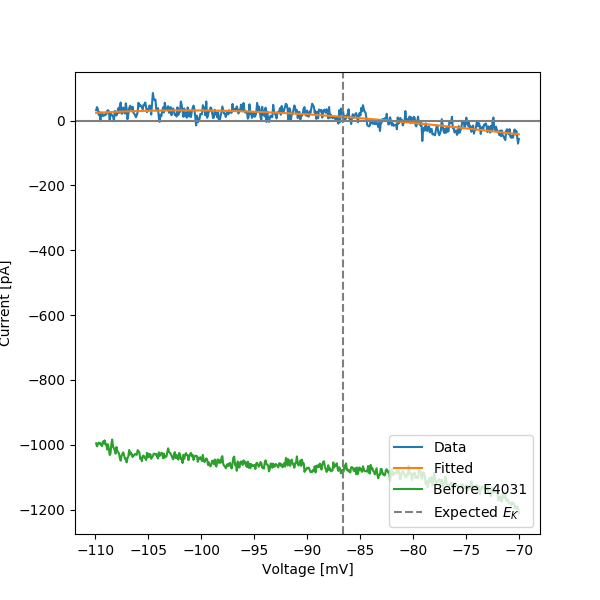 0
−200
−400
−600
−800
−1000
−1200
Current [pA]
Data
Fitted
Before E4031
Expected E_K
−110
−105
−100
−95
−90
−85
−80
−75
−70
Voltage [mV]